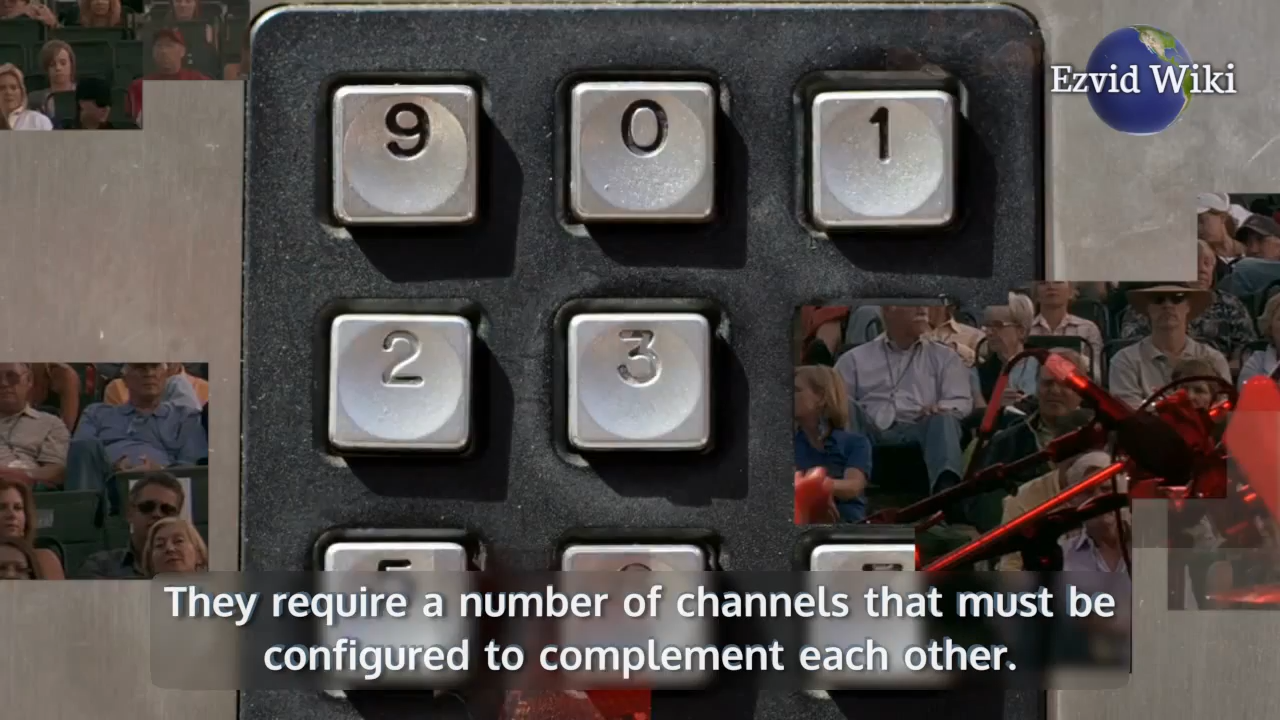 9 0 1
Ezvid Wiki
2 3
They require a number of channels that must be
configured to complement each other.